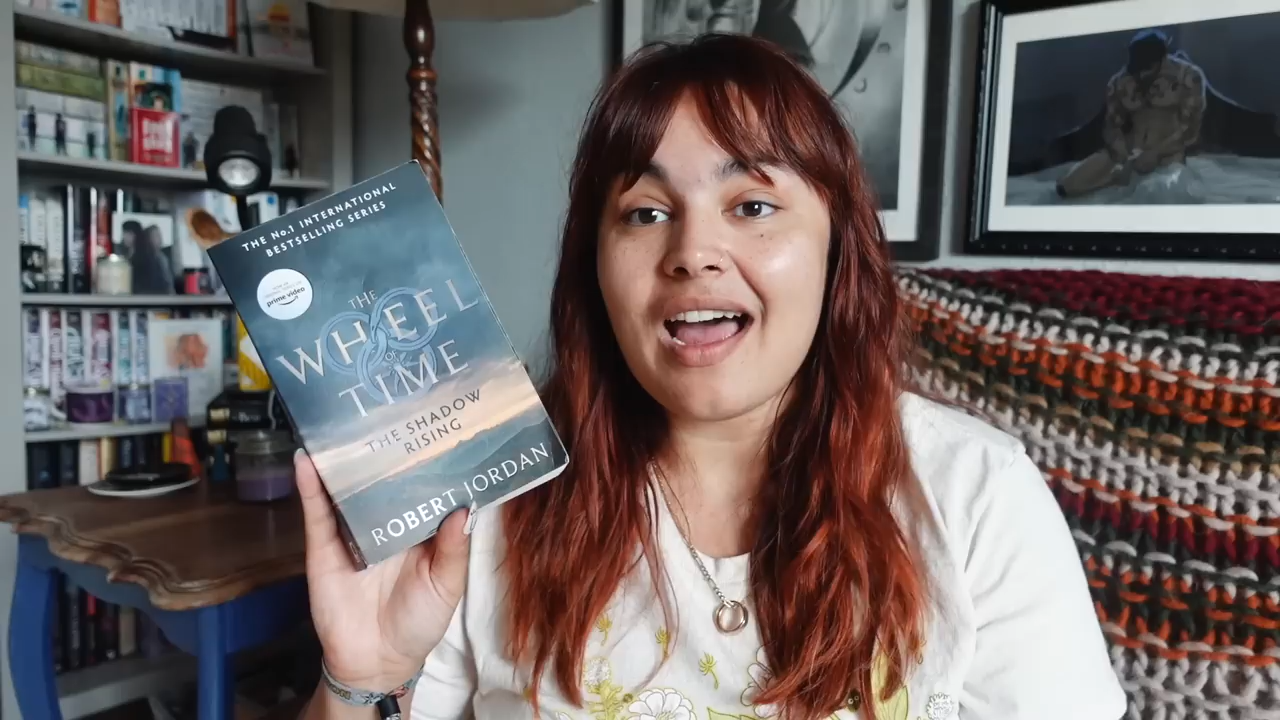 THE No.1 INTERNATIONAL
BESTSELLING SERIES
prime video
THE
WHEEL
OF
TIME
THE SHADOW
RISING
ROBERT JORDAN